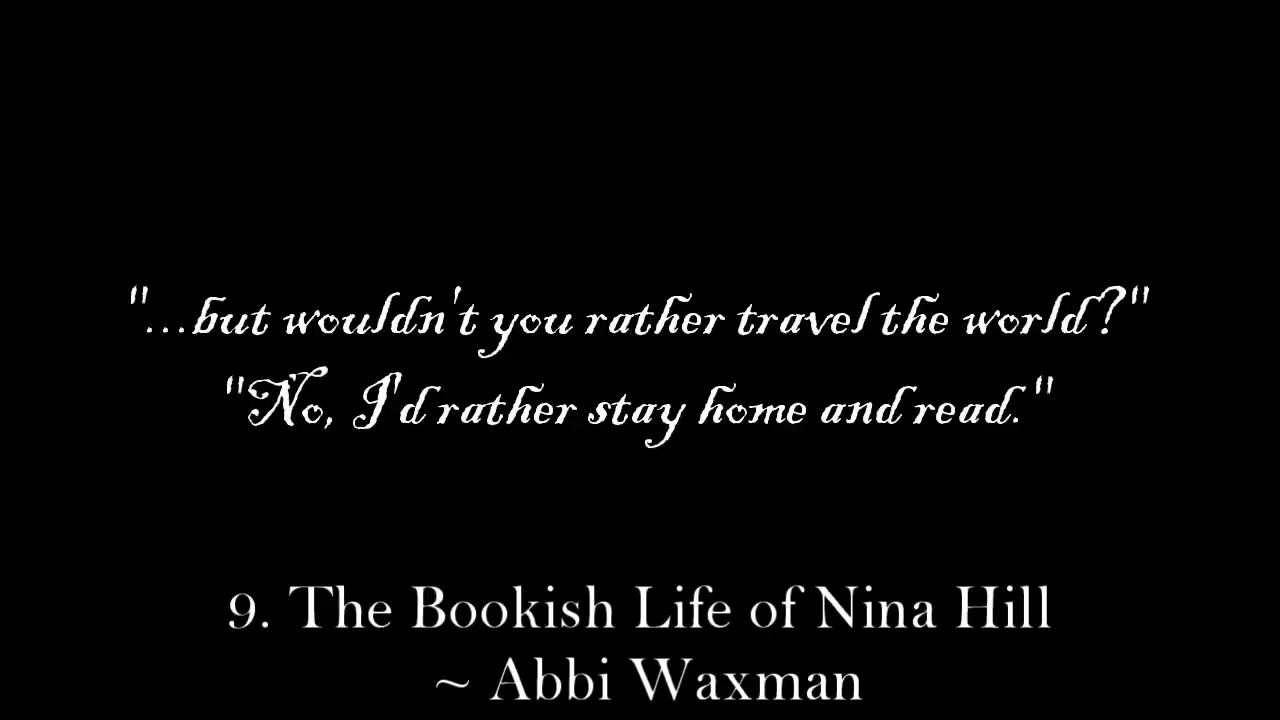 "...but wouldn't you rather travel the world?"
"No, I'd rather stay home and read."
9. The Bookish Life of Nina Hill
~ Abbi Waxman